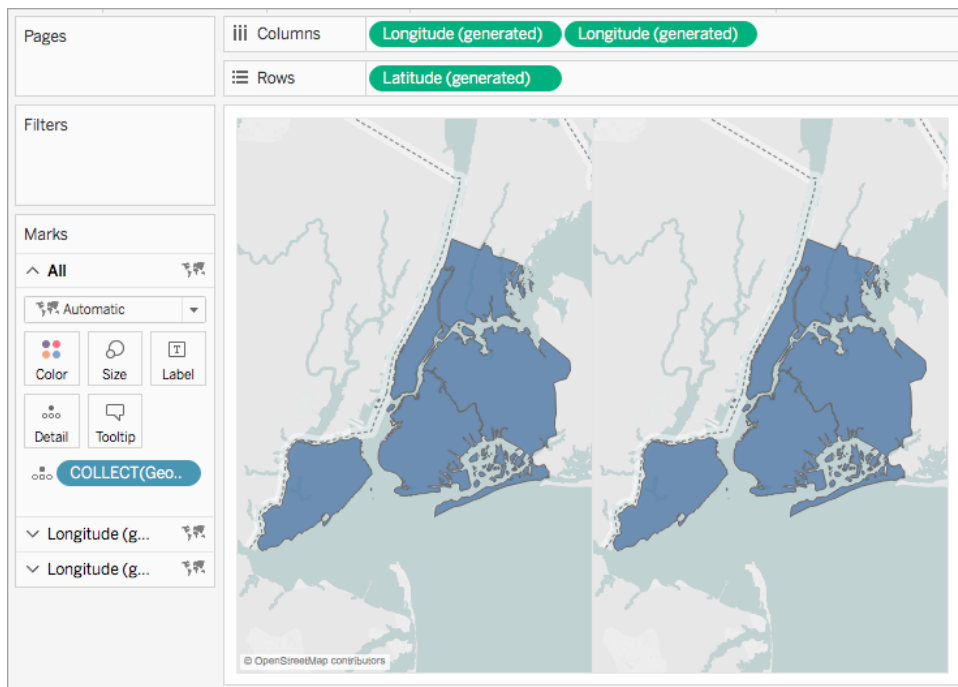 Pages
Columns Longitude (generated) Longitude (generated)
Rows Latitude (generated)
Filters
Marks
All
Automatic
Color Size Label
Detail Tooltip
COLLECT(Geo..
Longitude (g...
Longitude (g...
© OpenStreetMap contributors